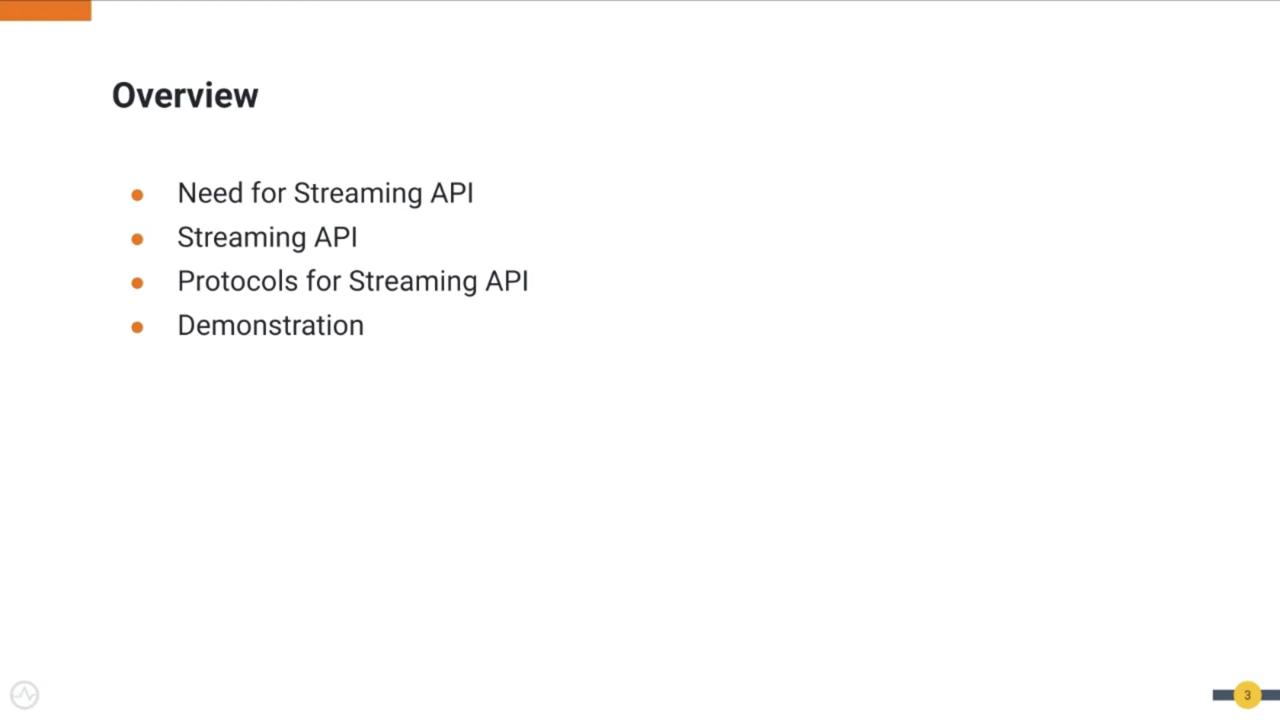 Overview
Need for Streaming API
Streaming API
Protocols for Streaming API
Demonstration
3